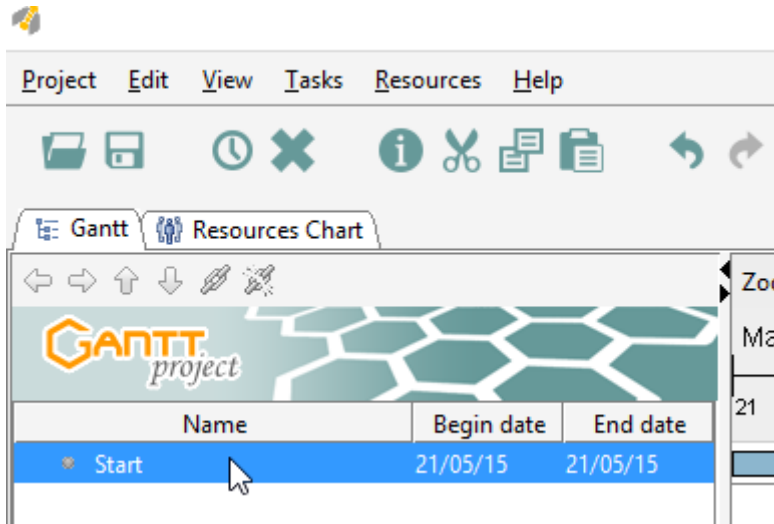 Project Edit View Tasks Resources Help
Gantt Resources Chart
GANTT
project
Name Begin date End date
Start 21/05/15 21/05/15
21